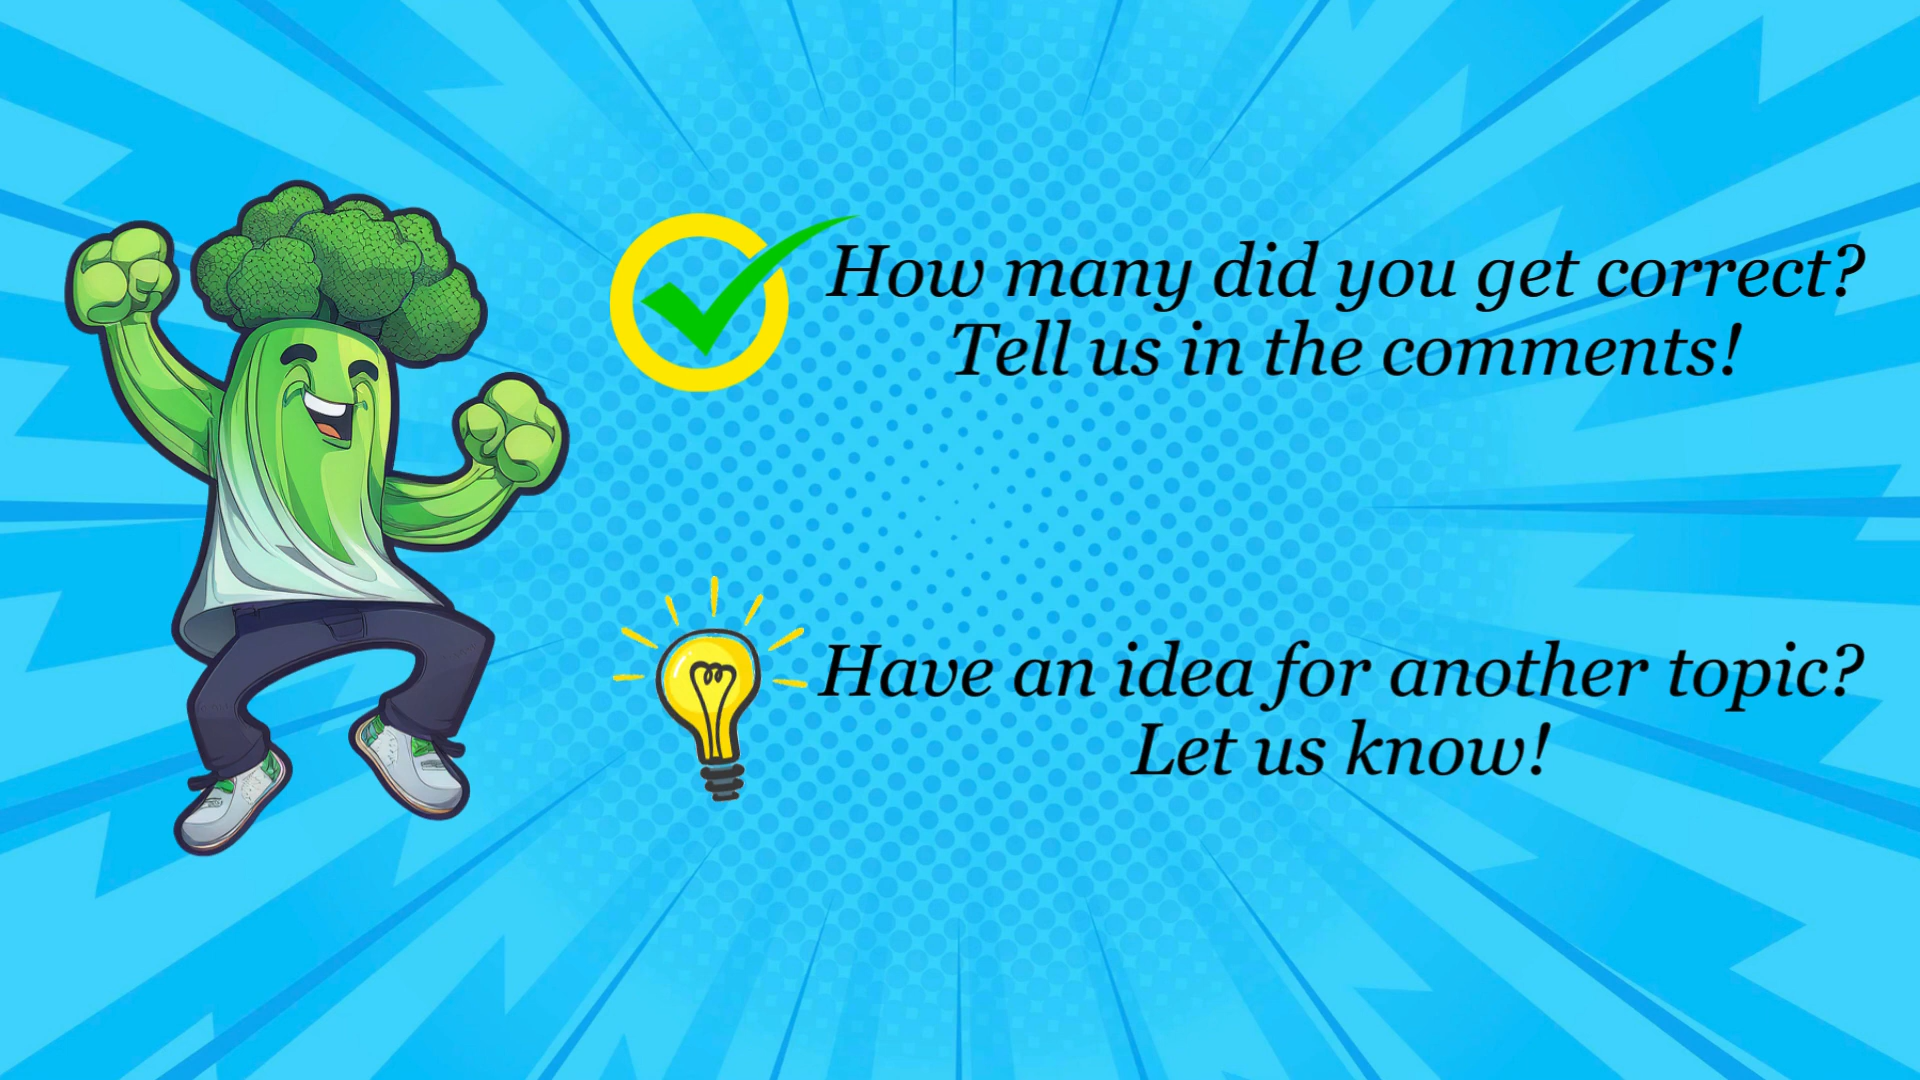 How many did you get correct?
Tell us in the comments!
Have an idea for another topic?
Let us know!